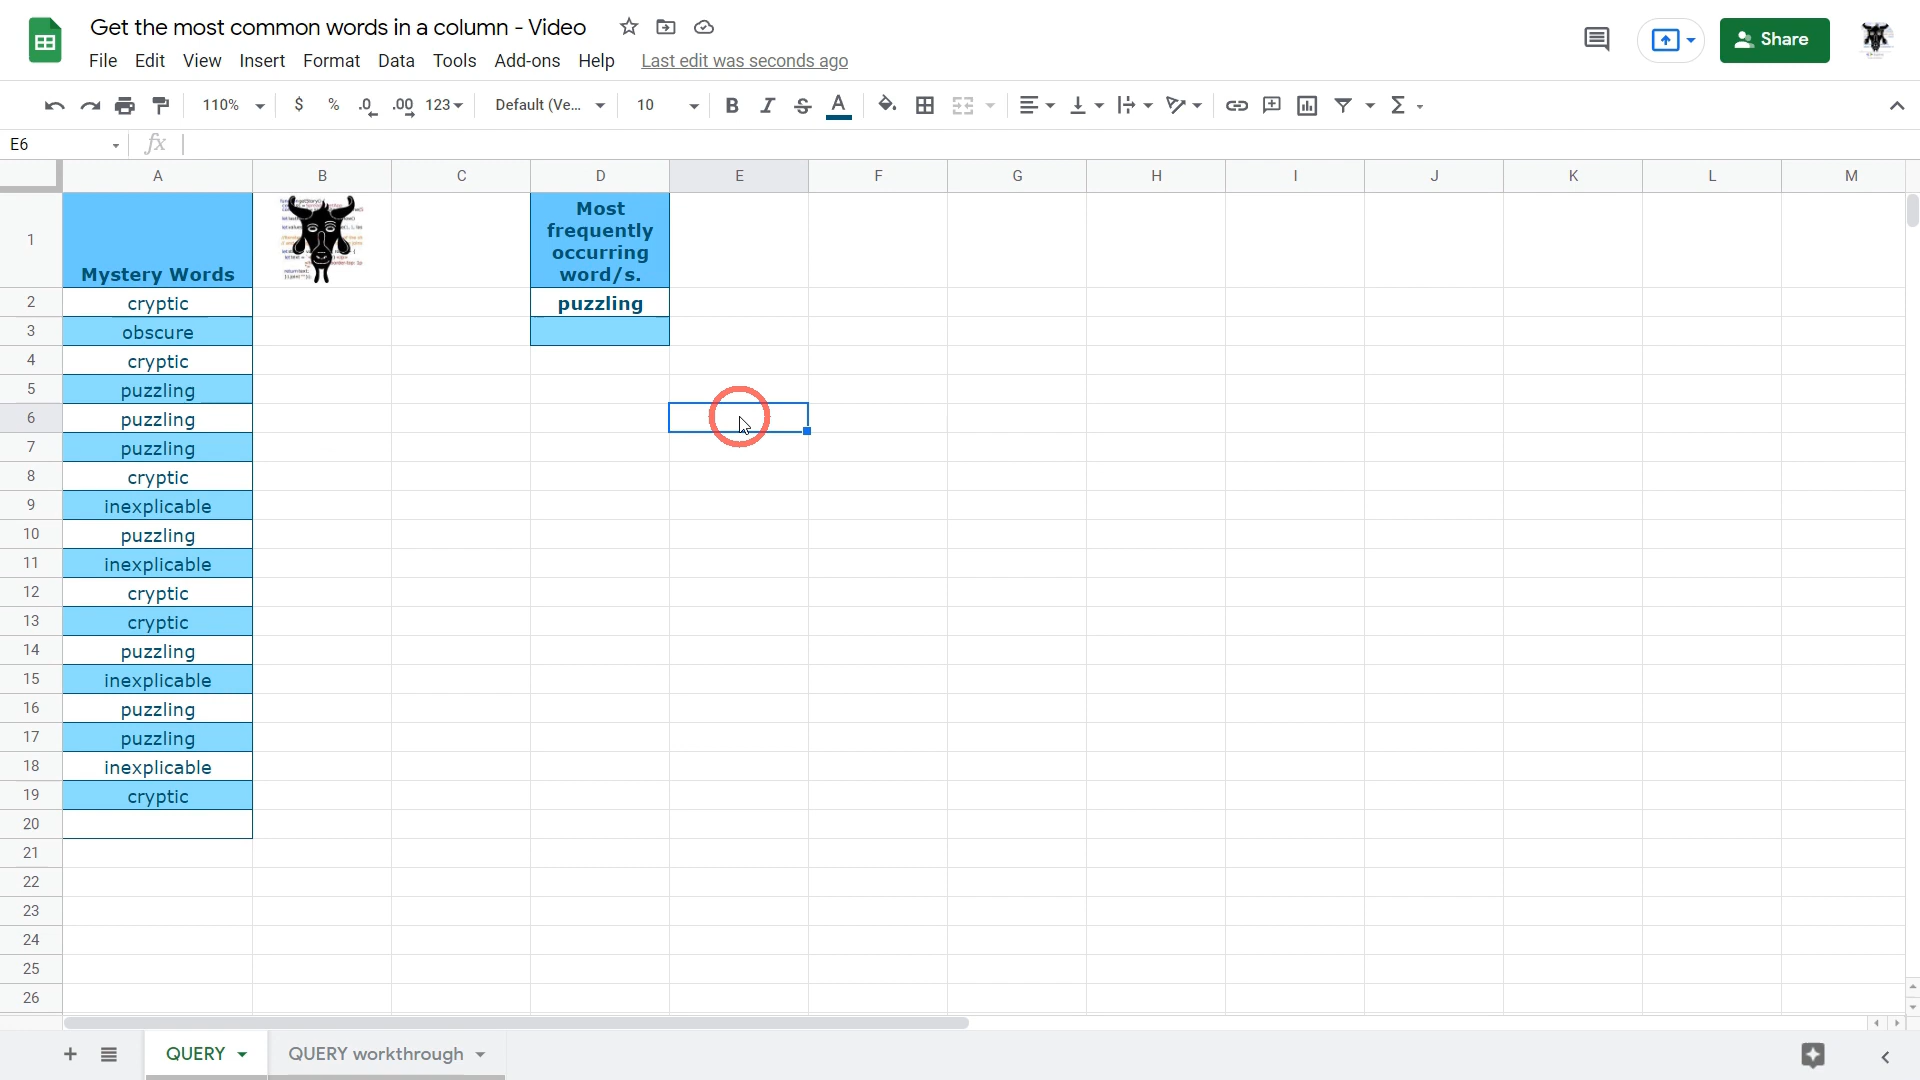 Get the most common words in a column - Video
File Edit View Insert Format Data Tools Add-ons Help Last edit was seconds ago
Share
110% $ % .0 .00 123 Default (Ve... 10 B I S A Σ
E6 fx
A B C D E F G H I J K L M
1 Mystery Words
Most
frequently
occurring
word/s.
2 cryptic puzzling
3 obscure
4 cryptic
5 puzzling
6 puzzling
7 puzzling
8 cryptic
9 inexplicable
10 puzzling
11 inexplicable
12 cryptic
13 cryptic
14 puzzling
15 inexplicable
16 puzzling
17 puzzling
18 inexplicable
19 cryptic
20
21
22
23
24
25
26
QUERY QUERY workthrough